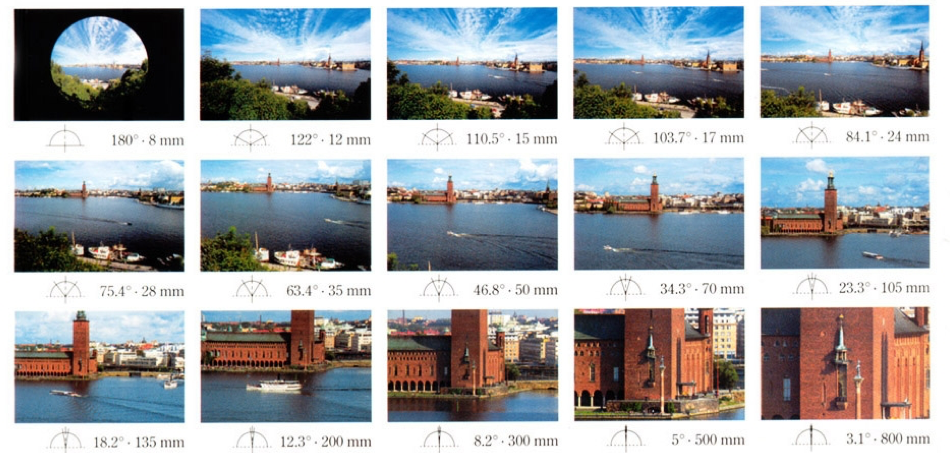 180° · 8 mm
122° · 12 mm
110.5° · 15 mm
103.7° · 17 mm
84.1° · 24 mm
75.4° · 28 mm
63.4° · 35 mm
46.8° · 50 mm
34.3° · 70 mm
23.3° · 105 mm
18.2° · 135 mm
12.3° · 200 mm
8.2° · 300 mm
5° · 500 mm
3.1° · 800 mm